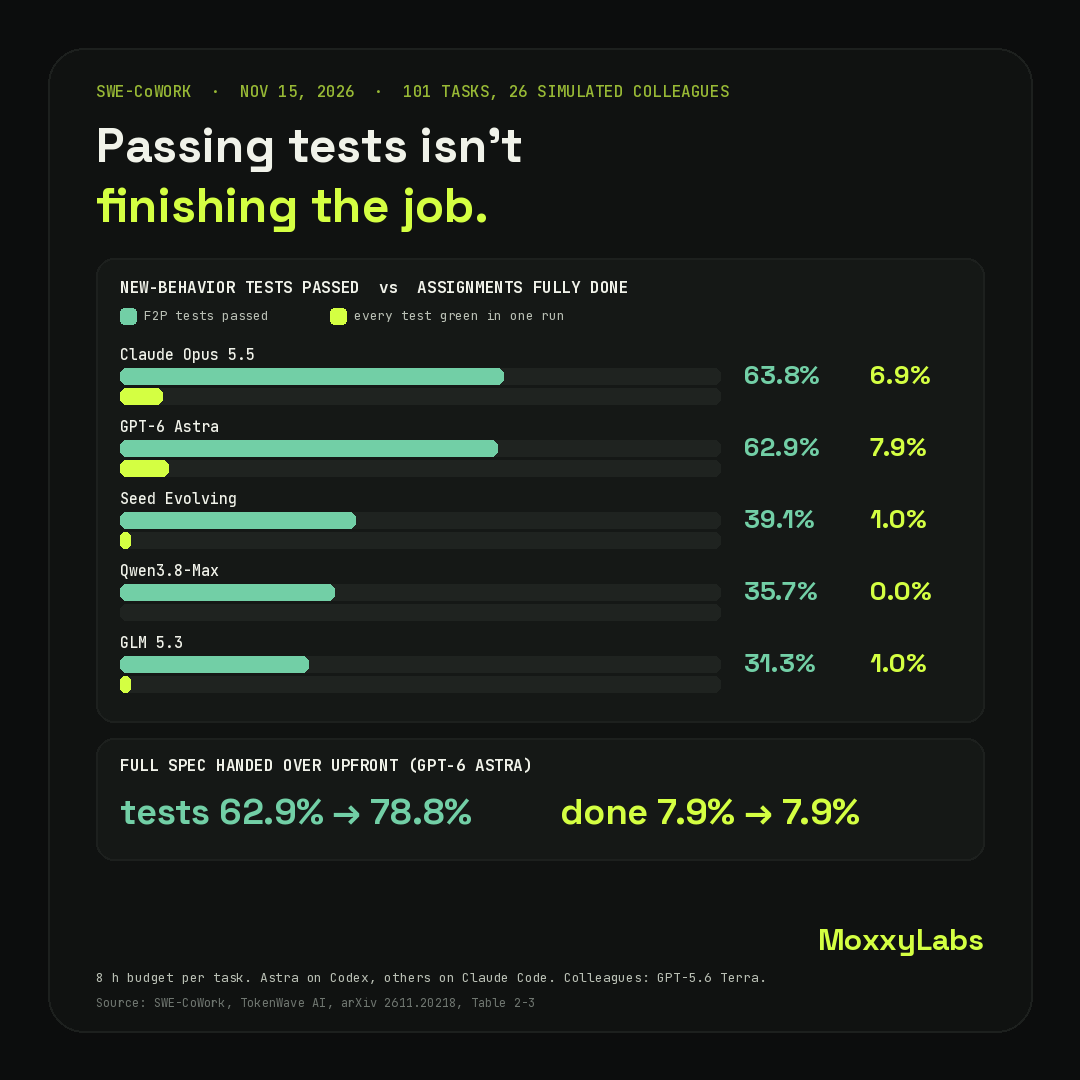 SWE-CoWORK · NOV 15, 2026 · 101 TASKS, 26 SIMULATED COLLEAGUES
Passing tests isn’t
finishing the job.
NEW-BEHAVIOR TESTS PASSED vs ASSIGNMENTS FULLY DONE
F2P tests passed every test green in one run
Claude Opus 5.5
63.8% 6.9%
GPT-6 Astra
62.9% 7.9%
Seed Evolving
39.1% 1.0%
Qwen3.8-Max
35.7% 0.0%
GLM 5.3
31.3% 1.0%
FULL SPEC HANDED OVER UPFRONT (GPT-6 ASTRA)
tests 62.9% → 78.8% done 7.9% → 7.9%
MoxxyLabs
8 h budget per task. Astra on Codex, others on Claude Code. Colleagues: GPT-5.6 Terra.
Source: SWE-CoWork, TokenWave AI, arXiv 2611.20218, Table 2-3